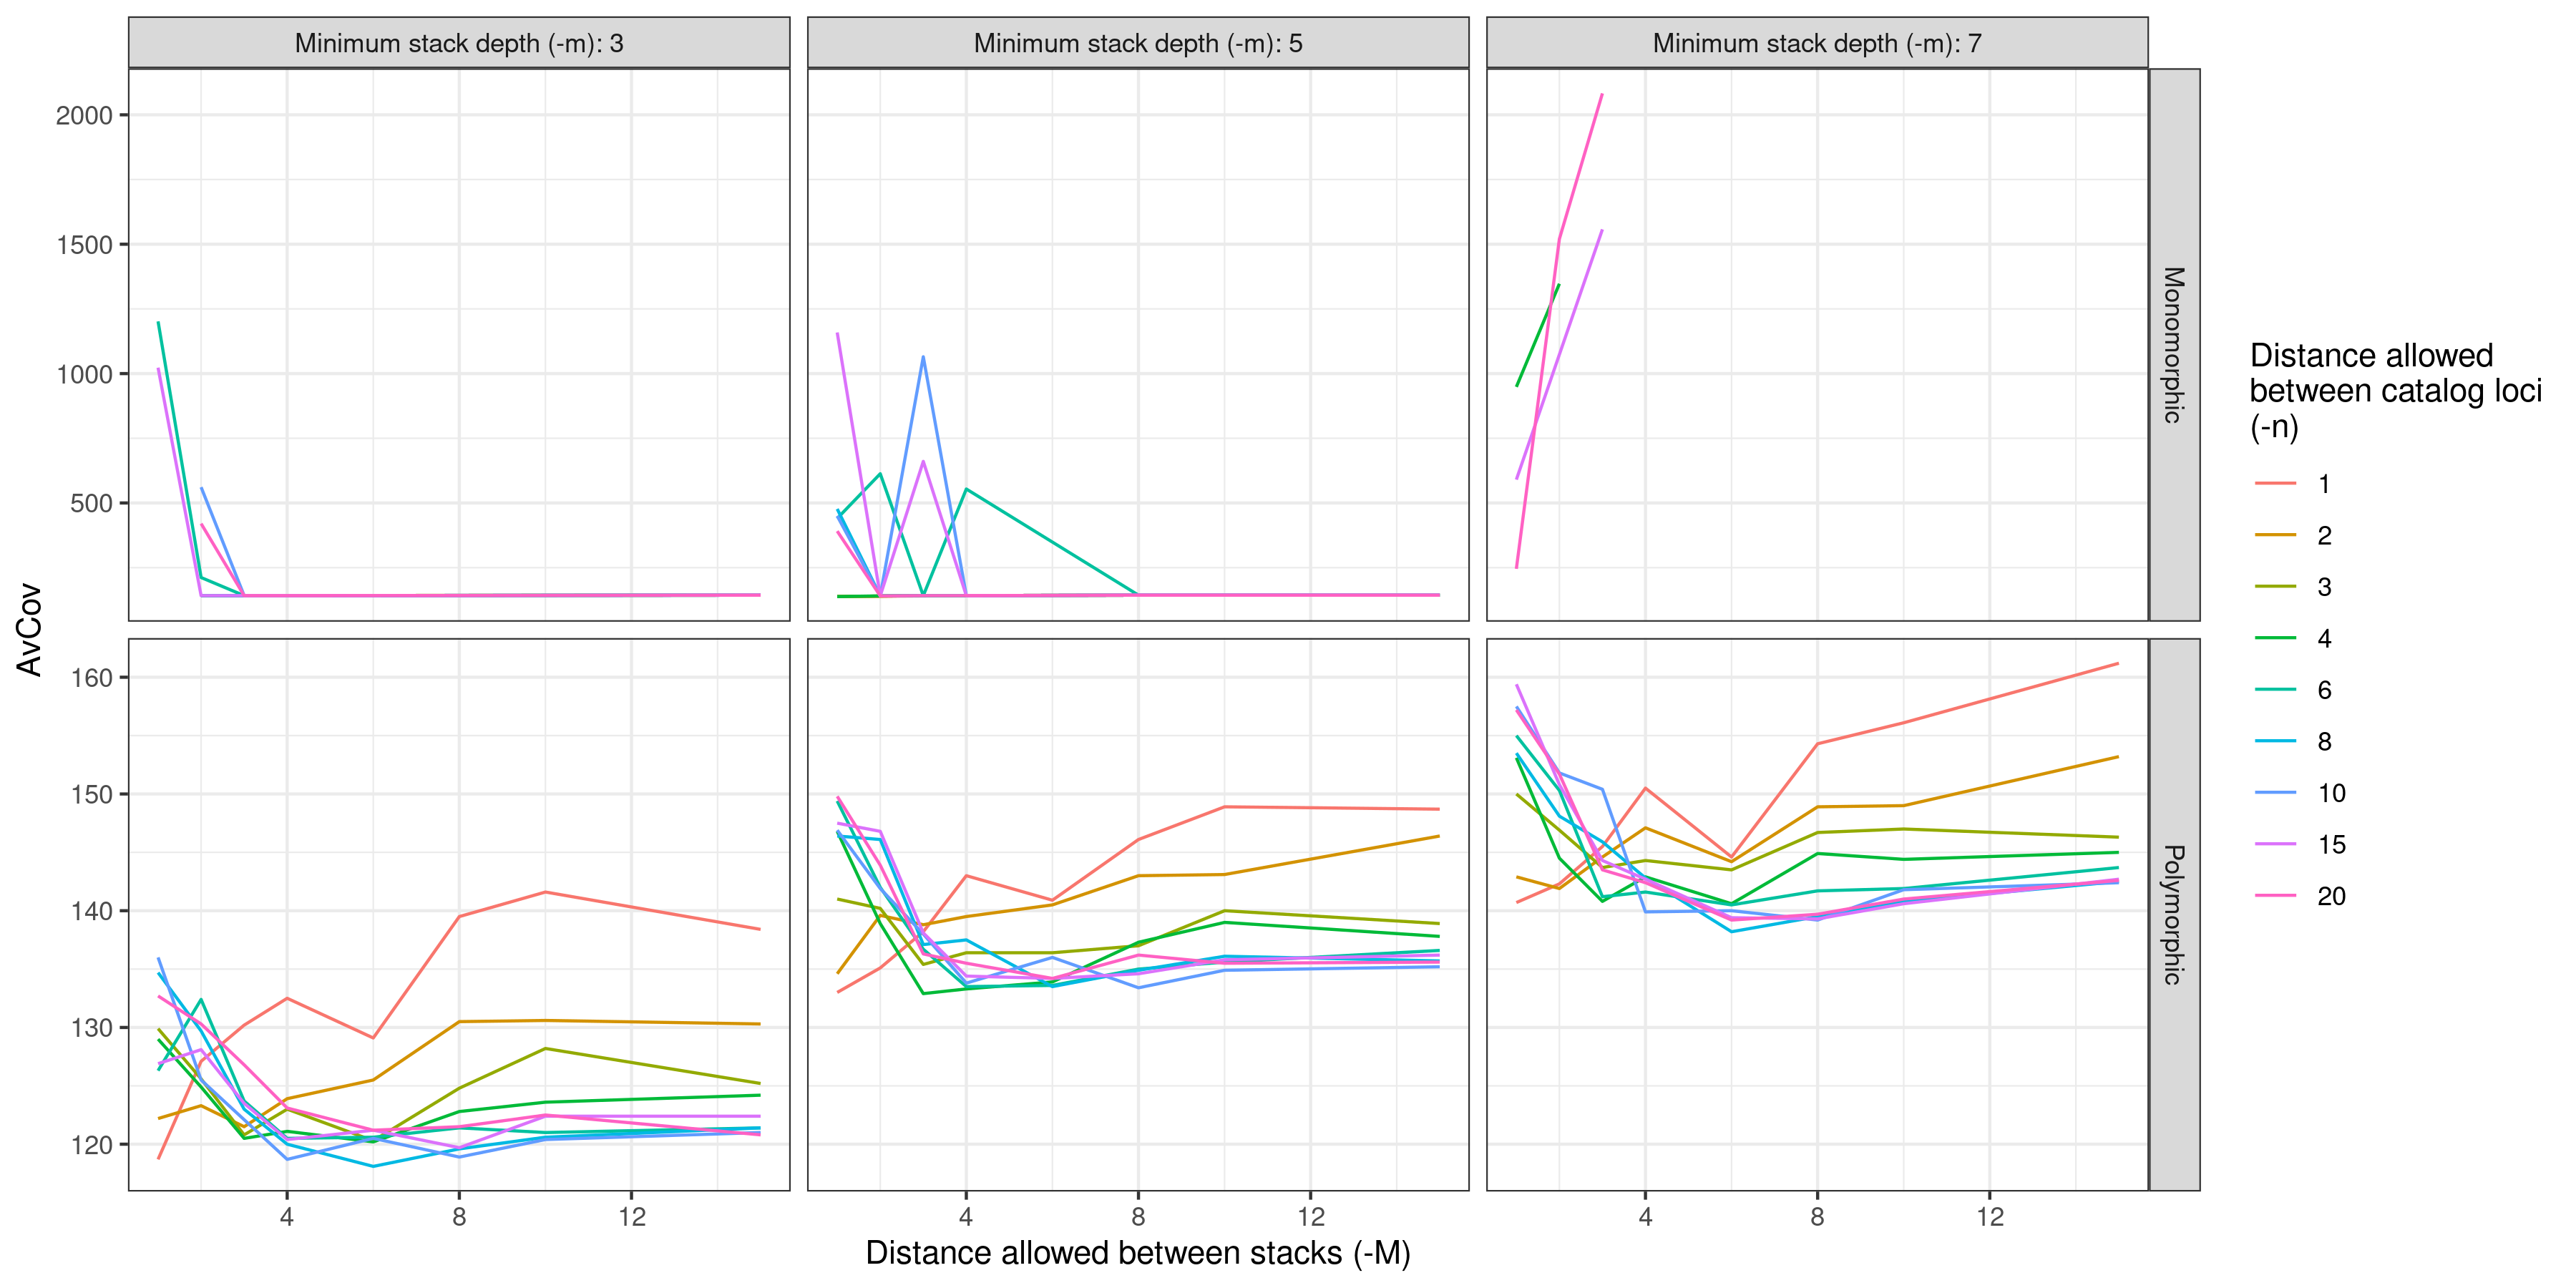 Minimum stack depth (-m): 3
Minimum stack depth (-m): 5
Minimum stack depth (-m): 7
2000
1500
1000
500
Monomorphic
160
150
140
130
120
Polymorphic
AvCov
4
8
12
4
8
12
4
8
12
Distance allowed between stacks (-M)
Distance allowed
between catalog loci
(-n)
1
2
3
4
6
8
10
15
20